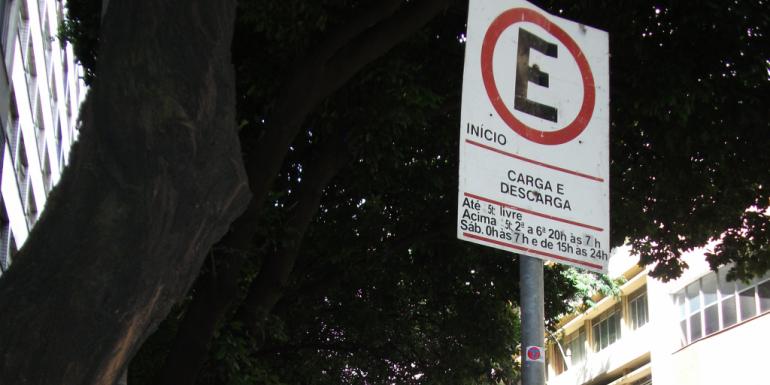 E
INÍCIO
CARGA E
DESCARGA
Até 5t livre
Acima 5t 2ª a 6ª 20h às 7h
Sáb. 0h às 7h e de 15h às 24h